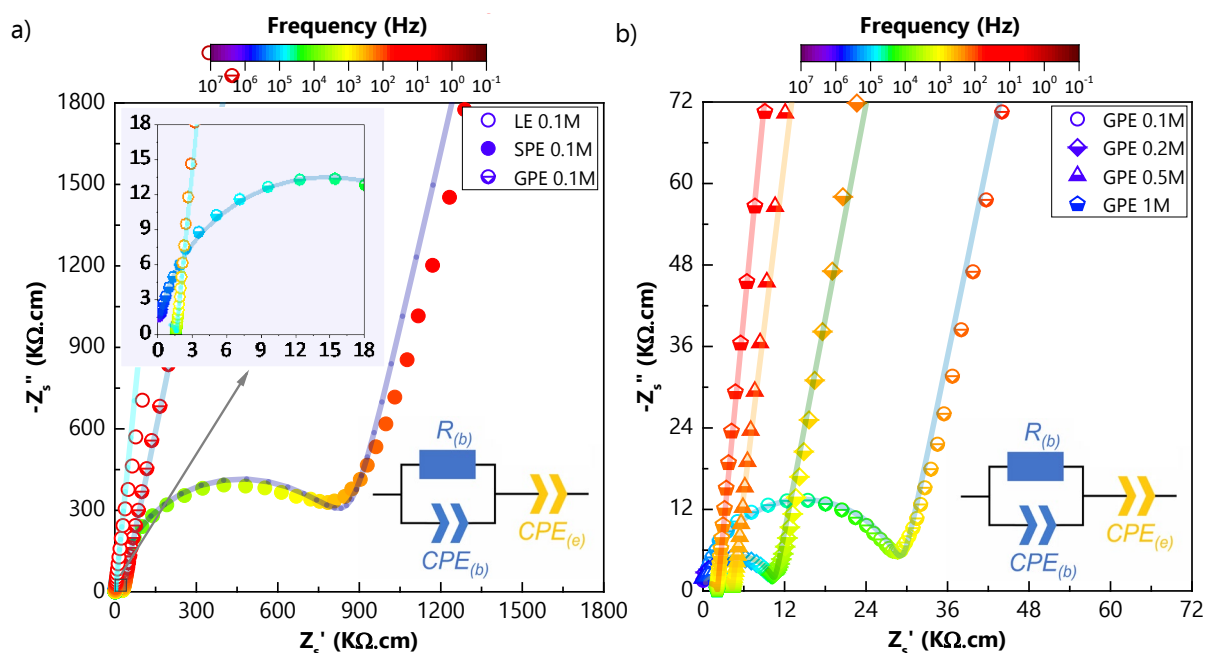 a)
Frequency (Hz)
10⁷ 10⁶ 10⁵ 10⁴ 10³ 10² 10¹ 10⁰ 10⁻¹
1800
1500
1200
900
600
300
0
-Zₛ'' (KΩ.cm)
0 300 600 900 1200 1500 1800
Zₛ' (KΩ.cm)
LE 0.1M
SPE 0.1M
GPE 0.1M
18
15
12
9
6
3
0
0 3 6 9 12 15 18
R(b)
CPE(b)
CPE(e)
b)
Frequency (Hz)
10⁷ 10⁶ 10⁵ 10⁴ 10³ 10² 10¹ 10⁰ 10⁻¹
72
60
48
36
24
12
0
-Zₛ'' (KΩ.cm)
0 12 24 36 48 60 72
Zₛ' (KΩ.cm)
GPE 0.1M
GPE 0.2M
GPE 0.5M
GPE 1M
R(b)
CPE(b)
CPE(e)